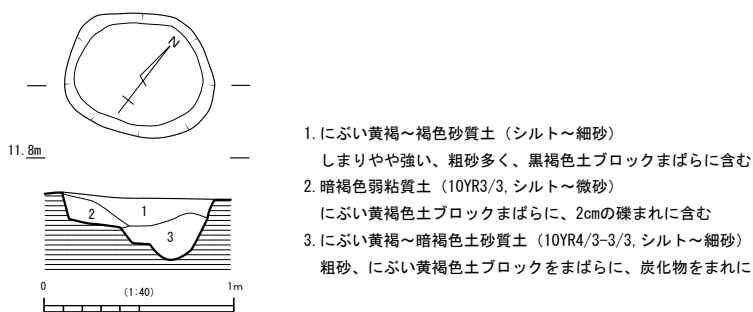 N
11.8m
1
2
3
0
(1:40)
1m
1. にぶい黄褐～褐色砂質土（シルト～細砂）
しまりやや強い、粗砂多く、黒褐色土ブロックまばらに含む
2. 暗褐色弱粘質土（10YR3/3, シルト～微砂）
にぶい黄褐色土ブロックまばらに、2cmの礫まれに含む
3. にぶい黄褐～暗褐色土砂質土（10YR4/3-3/3, シルト～細砂）
粗砂、にぶい黄褐色土ブロックをまばらに、炭化物をまれに